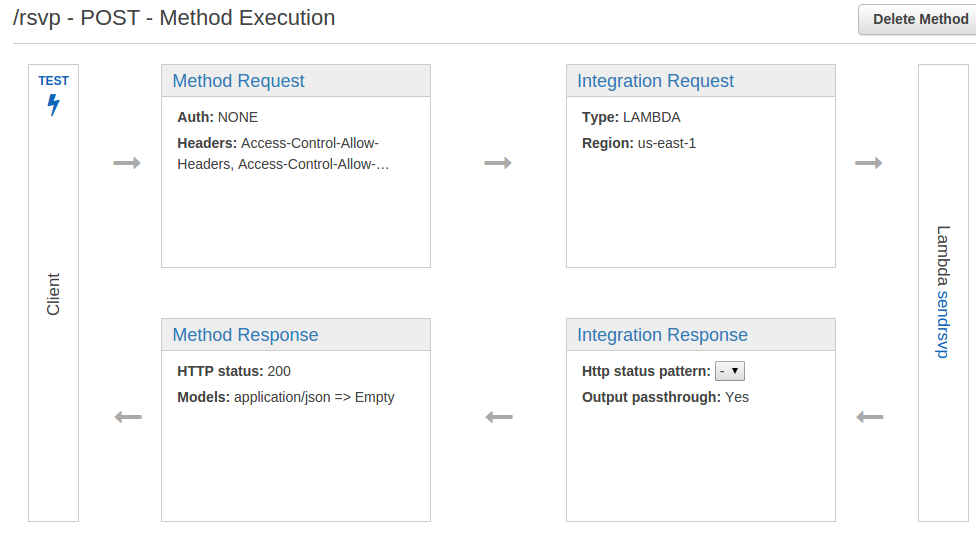 /rsvp - POST - Method Execution
Delete Method
TEST
Client
Method Request
Auth: NONE
Headers: Access-Control-Allow-
Headers, Access-Control-Allow-…
Integration Request
Type: LAMBDA
Region: us-east-1
Lambda sendrsvp
Method Response
HTTP status: 200
Models: application/json => Empty
Integration Response
Http status pattern: - ▼
Output passthrough: Yes